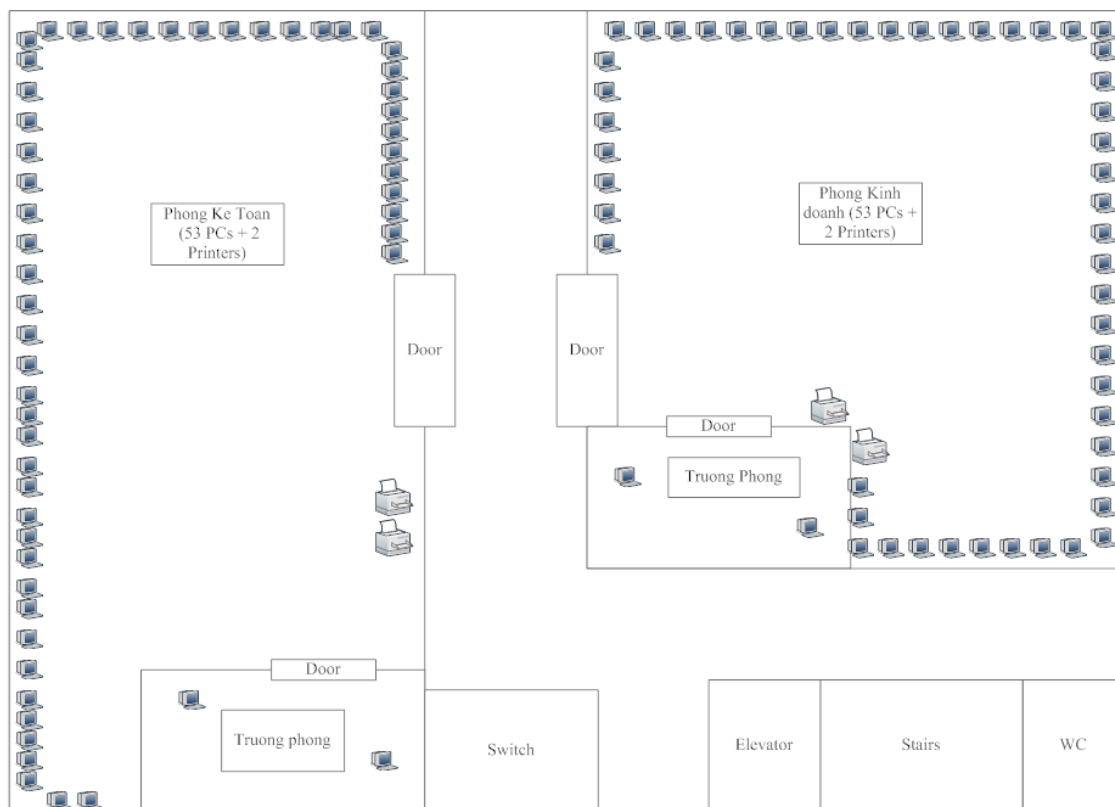 Phong Ke Toan
(53 PCs + 2
Printers)
Phong Kinh
doanh (53 PCs +
2 Printers)
Door
Door
Door
Truong Phong
Door
Truong phong
Switch
Elevator
Stairs
WC